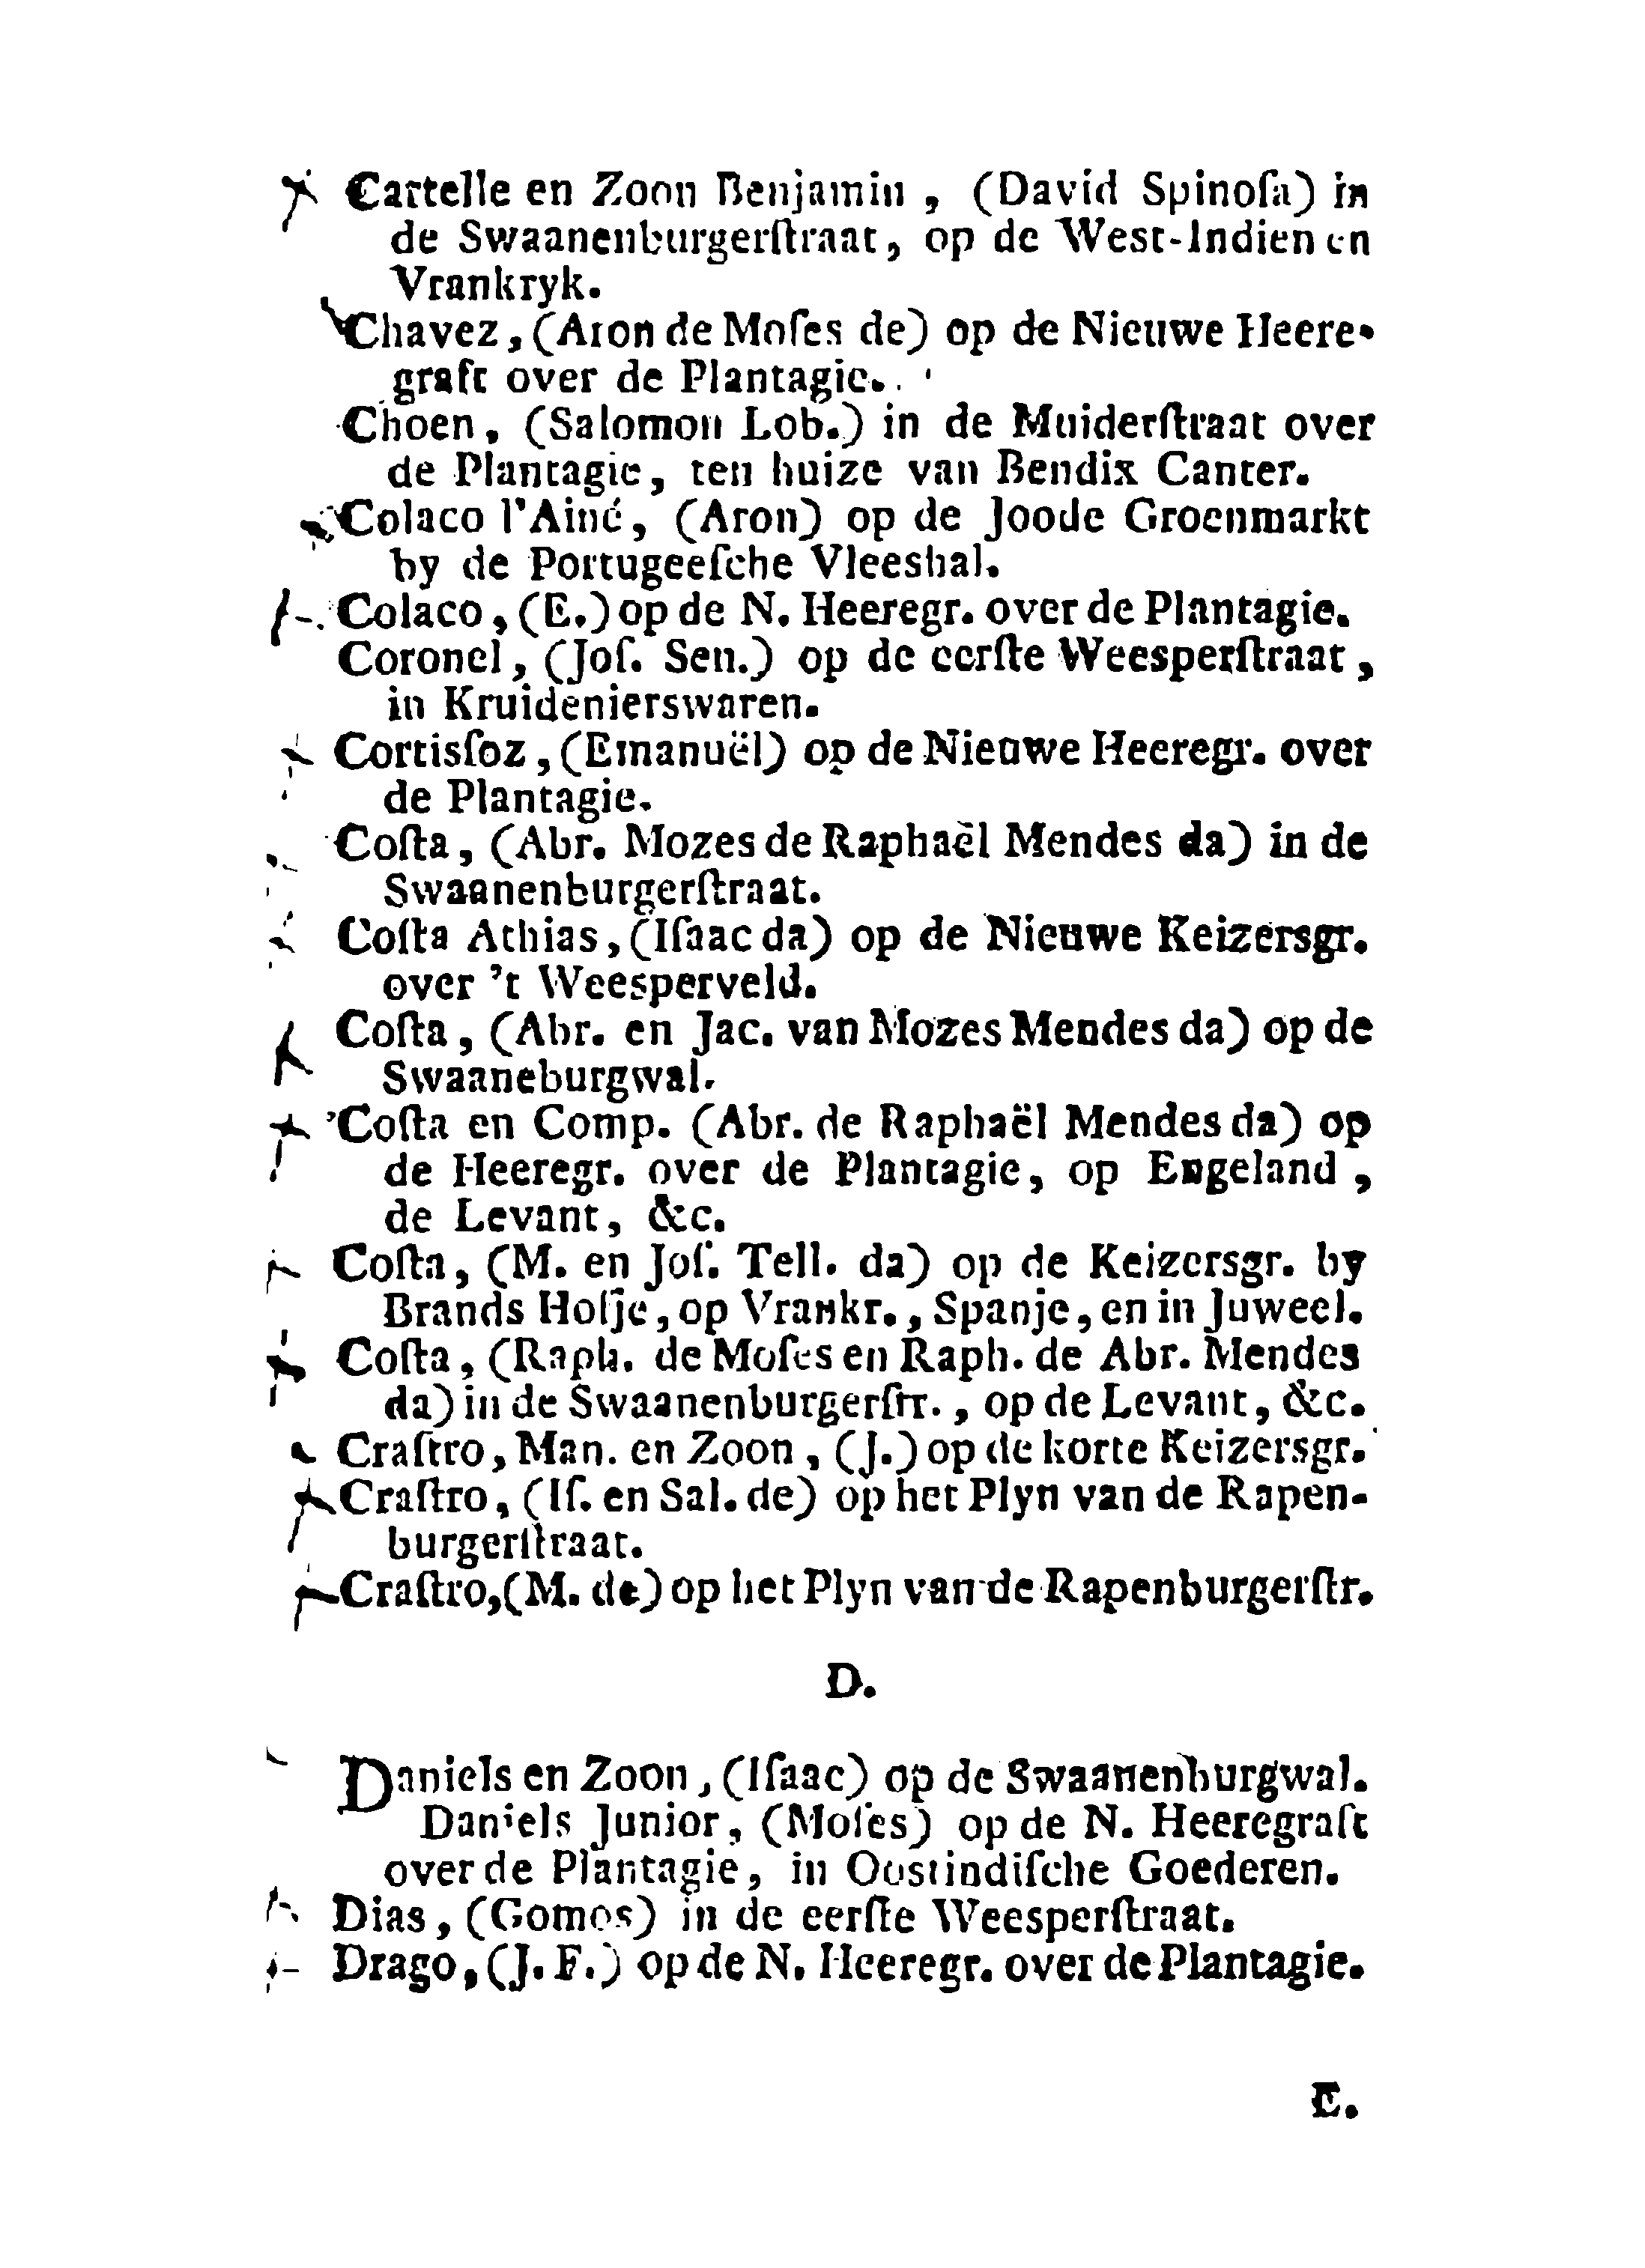 Cartelle en Zoon Benjamin, (David Spinoſa) in
de Swaanenburgerſtraat, op de West-Indien en
Vrankryk.
Chavez, (Aron de Moſes de) op de Nieuwe Heere-
graft over de Plantagie.
Choen, (Salomon Lob.) in de Muiderſtraat over
de Plantagie, ten huize van Bendix Canter.
Colaco l'Ainé, (Aron) op de Joode Groenmarkt
by de Portugeeſche Vleeshal.
Colaco, (E.) op de N. Heeregr. over de Plantagie.
Coronel, (Joſ. Sen.) op de eerſte Weesperſtraat,
in Kruidenierswaren.
Cortisſoz, (Emanuël) op de Nieuwe Heeregr. over
de Plantagie.
Coſta, (Abr. Mozes de Raphaël Mendes da) in de
Swaanenburgerſtraat.
Coſta Athias, (Iſaac da) op de Nieuwe Keizersgr.
over 't Weesperveld.
Coſta, (Abr. en Jac. van Mozes Mendes da) op de
Swaaneburgwal.
Coſta en Comp. (Abr. de Raphaël Mendes da) op
de Heeregr. over de Plantagie, op Engeland,
de Levant, &c.
Coſta, (M. en Joſ. Tell. da) op de Keizersgr. by
Brands Hofje, op Vrankr., Spanje, en in Juweel.
Coſta, (Raph. de Moſes en Raph. de Abr. Mendes
da) in de Swaanenburgerſtr., op de Levant, &c.
Craſtro, Man. en Zoon, (J.) op de korte Keizersgr.
Craſtro, (Iſ. en Sal. de) op het Plyn van de Rapen-
burgerſtraat.
Craſtro, (M. de) op het Plyn van de Rapenburgerſtr.
D.
Daniels en Zoon, (Iſaac) op de Swaanenburgwal.
Daniels Junior, (Moſes) op de N. Heeregraft
over de Plantagie, in Oostindiſche Goederen.
Dias, (Gomos) in de eerſte Weesperſtraat.
Drago, (J. F.) op de N. Heeregr. over de Plantagie.
E.